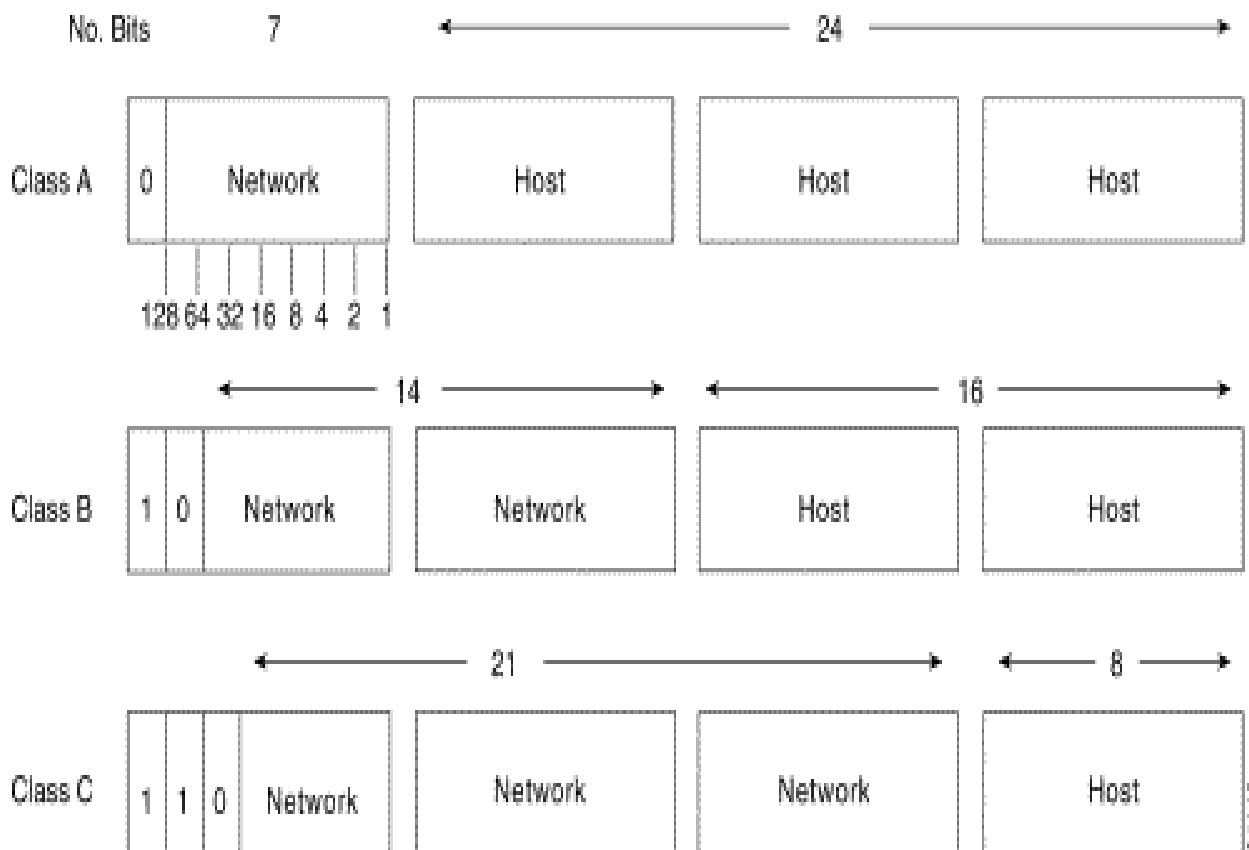 No. Bits 7 24
Class A 0 Network Host Host Host
128 64 32 16 8 4 2 1
14 16
Class B 1 0 Network Network Host Host
21 8
Class C 1 1 0 Network Network Network Host